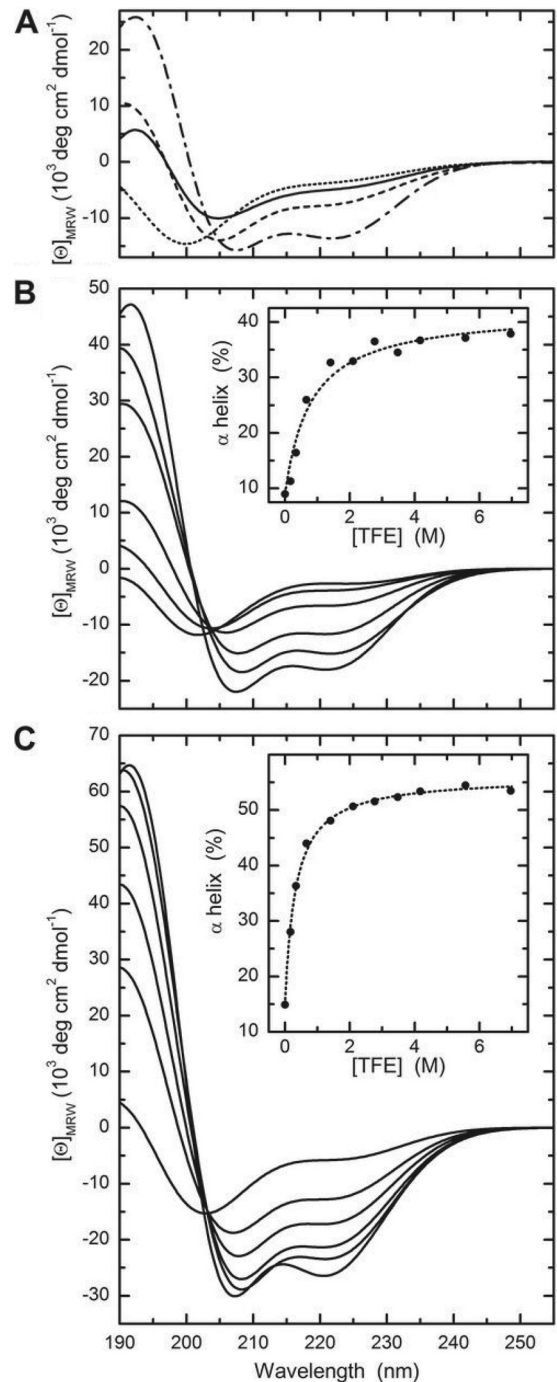 A
20
10
0
-10
[Θ]MRW (10³ deg cm² dmol⁻¹)
B
50
40
30
20
10
0
-10
-20
[Θ]MRW (10³ deg cm² dmol⁻¹)
40
30
20
10
α helix (%)
0 2 4 6
[TFE] (M)
C
70
60
50
40
30
20
10
0
-10
-20
-30
[Θ]MRW (10³ deg cm² dmol⁻¹)
50
40
30
20
10
α helix (%)
0 2 4 6
[TFE] (M)
190 200 210 220 230 240 250
Wavelength (nm)